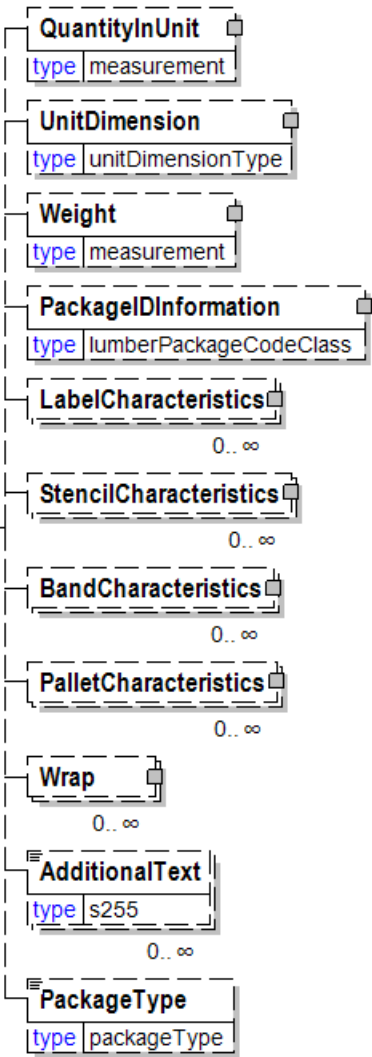 QuantityInUnit
type measurement
UnitDimension
type unitDimensionType
Weight
type measurement
PackageIDInformation
type lumberPackageCodeClass
LabelCharacteristics
0.. ∞
StencilCharacteristics
0.. ∞
BandCharacteristics
0.. ∞
PalletCharacteristics
0.. ∞
Wrap
0.. ∞
AdditionalText
type s255
0.. ∞
PackageType
type packageType